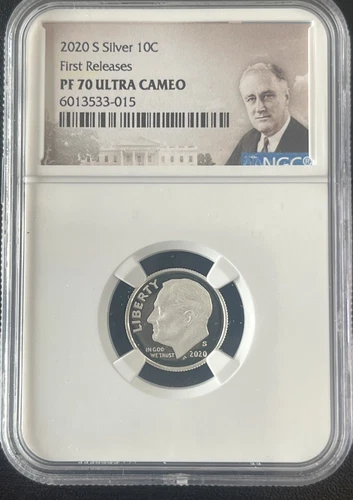 2020 S Silver 10C
First Releases
PF 70 ULTRA CAMEO
6013533-015
NGC
LIBERTY
IN GOD
WE TRUST
S
2020